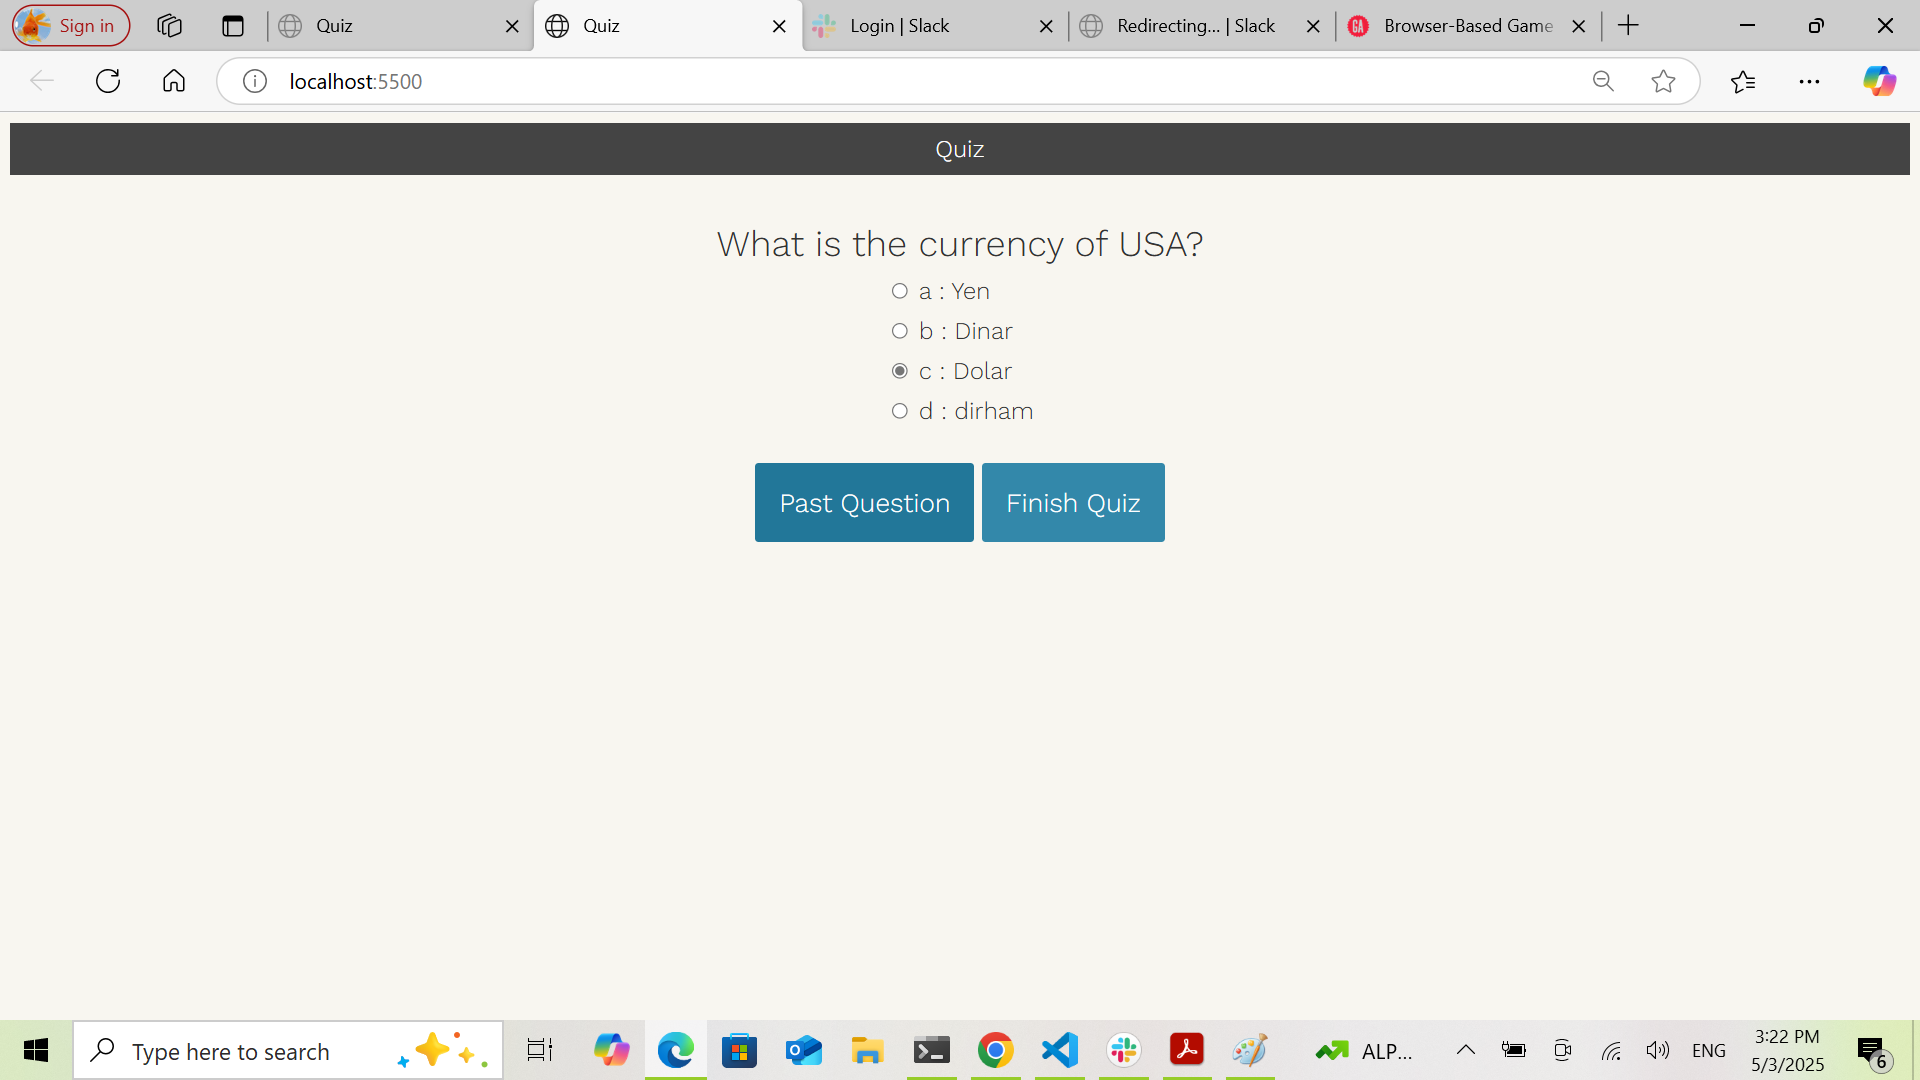 Sign in
Quiz
Quiz
Login | Slack
Redirecting... | Slack
Browser-Based Game
localhost:5500
Quiz
What is the currency of USA?
a : Yen
b : Dinar
c : Dolar
d : dirham
Past Question
Finish Quiz
Type here to search
ALP...
ENG
3:22 PM
5/3/2025
6